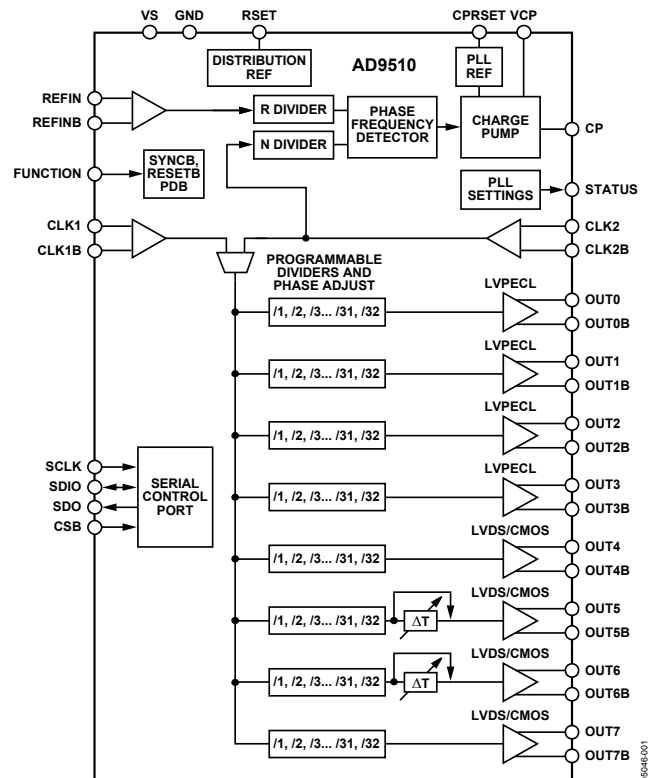 VS GND RSET CPRSET VCP
DISTRIBUTION
REF
AD9510
PLL
REF
REFIN
REFINB
R DIVIDER
N DIVIDER
PHASE
FREQUENCY
DETECTOR
CHARGE
PUMP
CP
FUNCTION
SYNCB,
RESETB
PDB
PLL
SETTINGS
STATUS
CLK1
CLK1B
CLK2
CLK2B
PROGRAMMABLE
DIVIDERS AND
PHASE ADJUST
LVPECL
/1, /2, /3... /31, /32
OUT0
OUT0B
LVPECL
/1, /2, /3... /31, /32
OUT1
OUT1B
LVPECL
/1, /2, /3... /31, /32
OUT2
OUT2B
SCLK
SDIO
SDO
CSB
SERIAL
CONTROL
PORT
LVPECL
/1, /2, /3... /31, /32
OUT3
OUT3B
LVDS/CMOS
/1, /2, /3... /31, /32
OUT4
OUT4B
LVDS/CMOS
/1, /2, /3... /31, /32
ΔT
OUT5
OUT5B
LVDS/CMOS
/1, /2, /3... /31, /32
ΔT
OUT6
OUT6B
LVDS/CMOS
/1, /2, /3... /31, /32
OUT7
OUT7B
05046-001